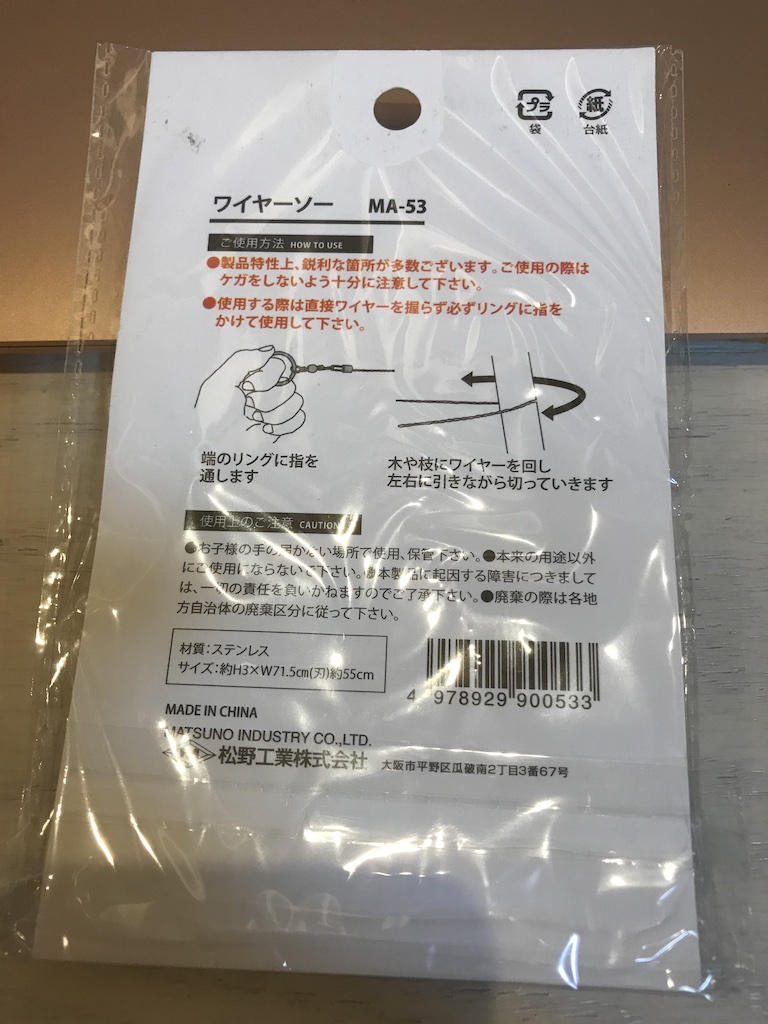 プラ
袋
紙
台紙
ワイヤーソー MA-53
ご使用方法 HOW TO USE
●製品特性上、鋭利な箇所が多数ございます。ご使用の際は
ケガをしないよう十分に注意して下さい。
●使用する際は直接ワイヤーを握らず必ずリングに指を
かけて使用して下さい。
端のリングに指を
通します
木や枝にワイヤーを回し
左右に引きながら切っていきます
使用上のご注意 CAUTION
●お子様の手の届かない場所で使用、保管下さい。●本来の用途以外
にご使用にならないで下さい。●本製品に起因する障害につきまして
は、一切の責任を負いかねますのでご了承下さい。●廃棄の際は各地
方自治体の廃棄区分に従って下さい。
材質:ステンレス
サイズ:約H3×W71.5㎝(刃)約55cm
4 978929 900533
MADE IN CHINA
MATSUNO INDUSTRY CO.,LTD.
松野工業株式会社 大阪市平野区瓜破南2丁目3番67号